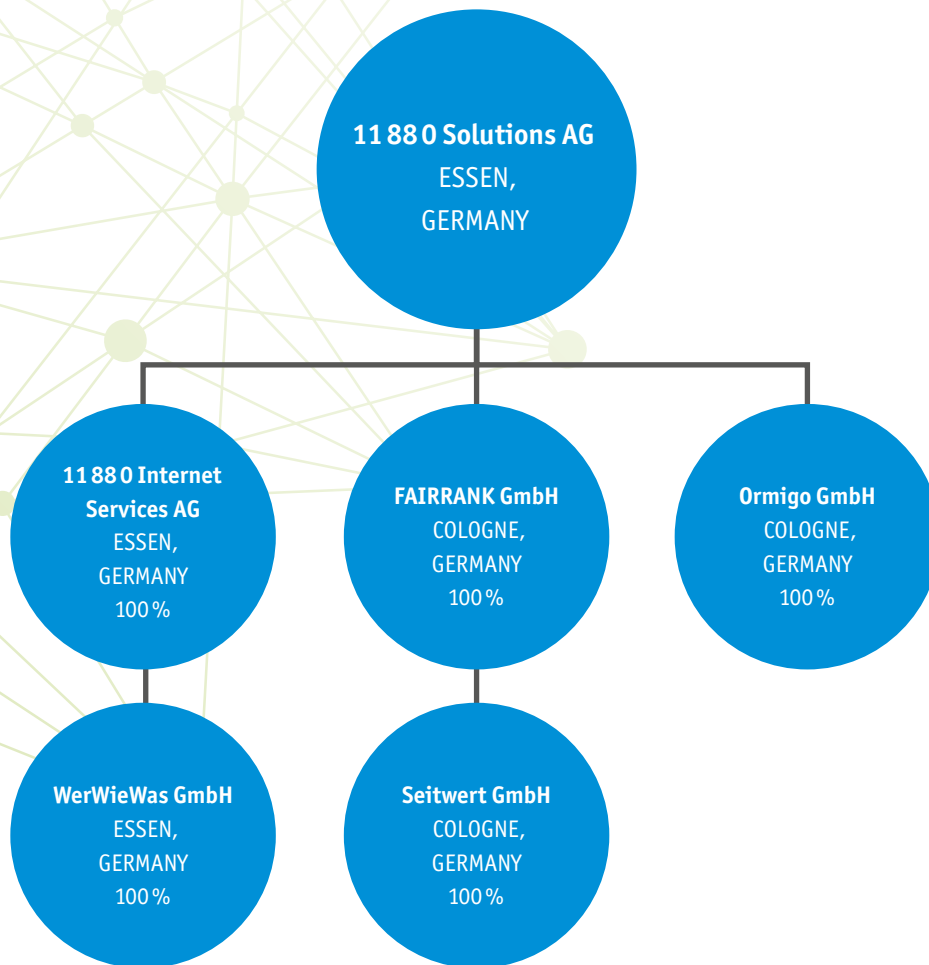 11 88 0 Solutions AG
ESSEN,
GERMANY
11 88 0 Internet
Services AG
ESSEN,
GERMANY
100 %
FAIRRANK GmbH
COLOGNE,
GERMANY
100 %
Ormigo GmbH
COLOGNE,
GERMANY
100 %
WerWieWas GmbH
ESSEN,
GERMANY
100 %
Seitwert GmbH
COLOGNE,
GERMANY
100 %